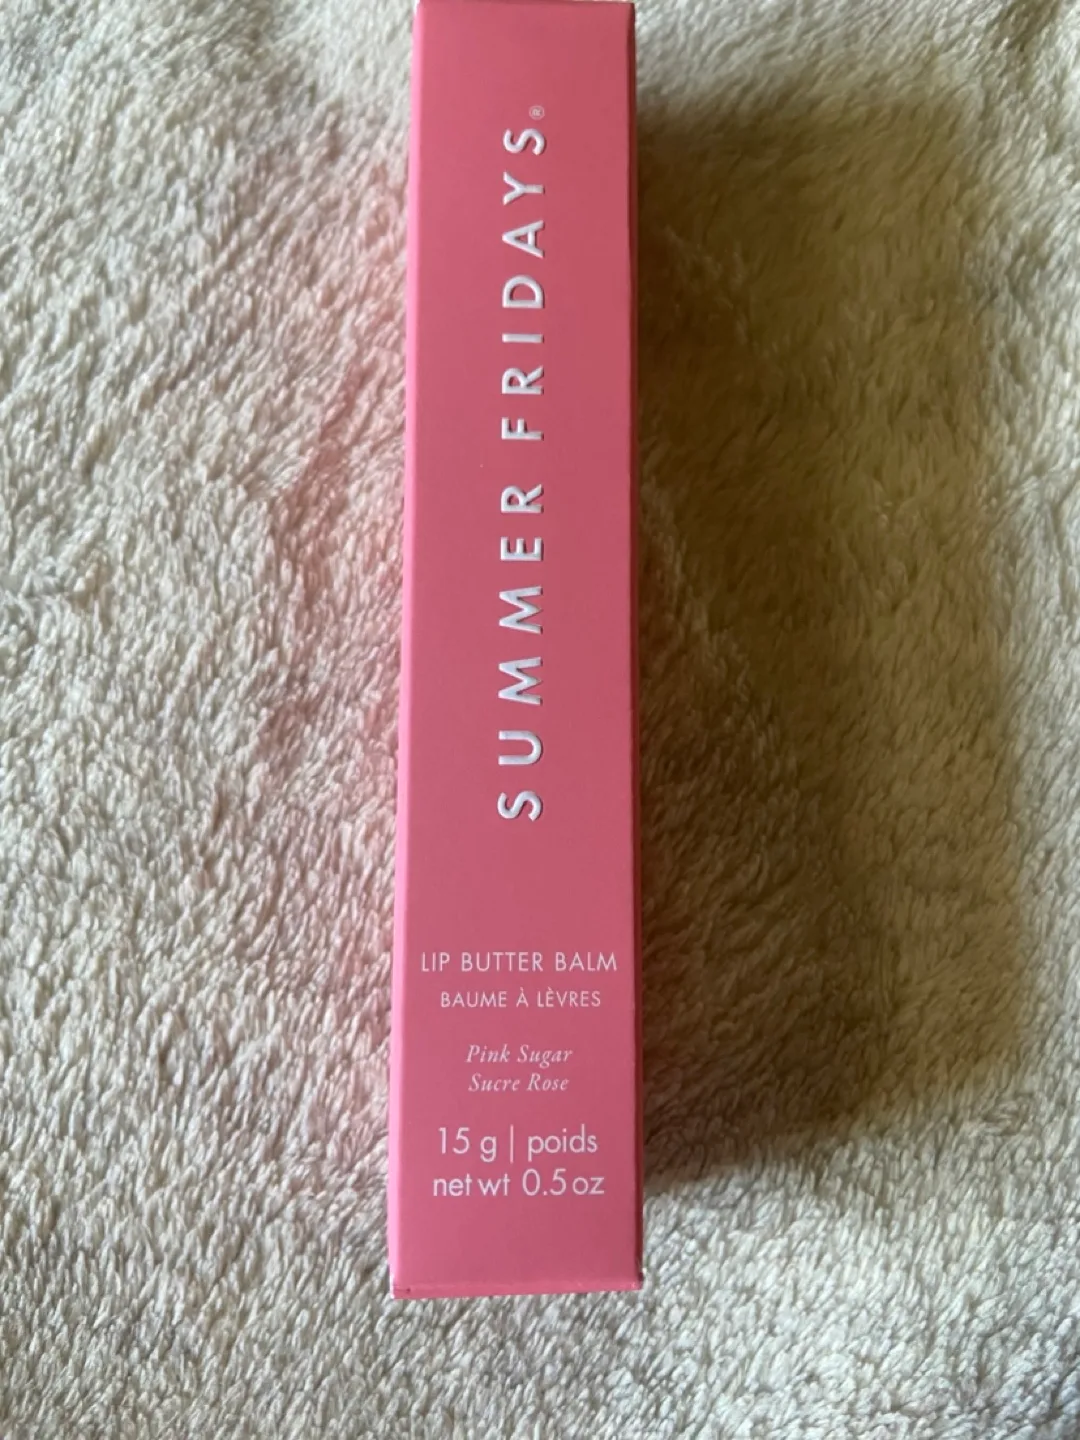 SUMMER FRIDAYS®
LIP BUTTER BALM
BAUME À LÈVRES
Pink Sugar
Sucre Rose
15 g | poids
net wt 0.5 oz